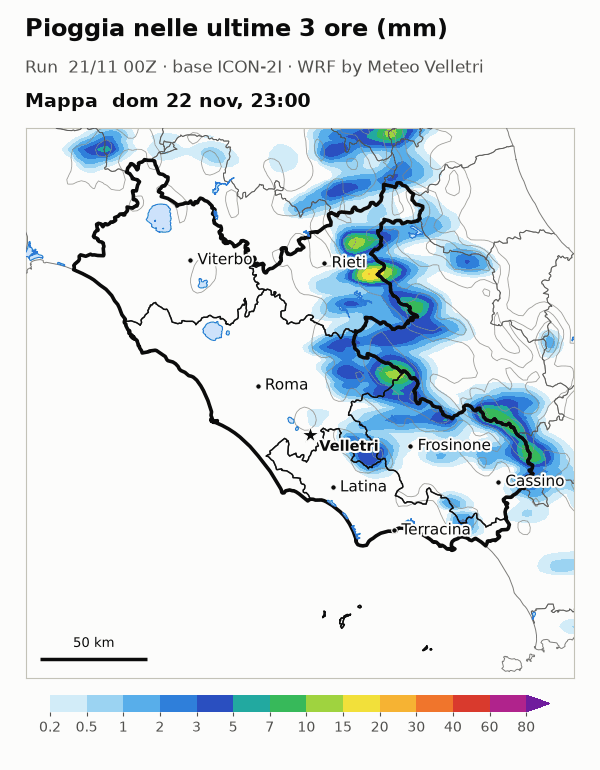 Pioggia nelle ultime 3 ore (mm)
Run  21/11 00Z · base ICON-2I · WRF by Meteo Velletri
Mappa  dom 22 nov, 23:00
Viterbo
Rieti
Roma
Velletri
Frosinone
Latina
Cassino
Terracina
50 km
0.2 0.5 1 2 3 5 7 10 15 20 30 40 60 80